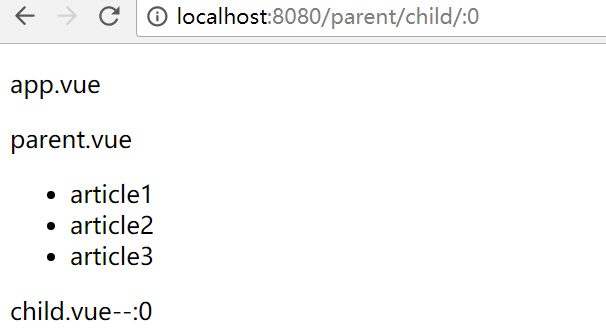 localhost:8080/parent/child/:0
app.vue
parent.vue
article1
article2
article3
child.vue--:0